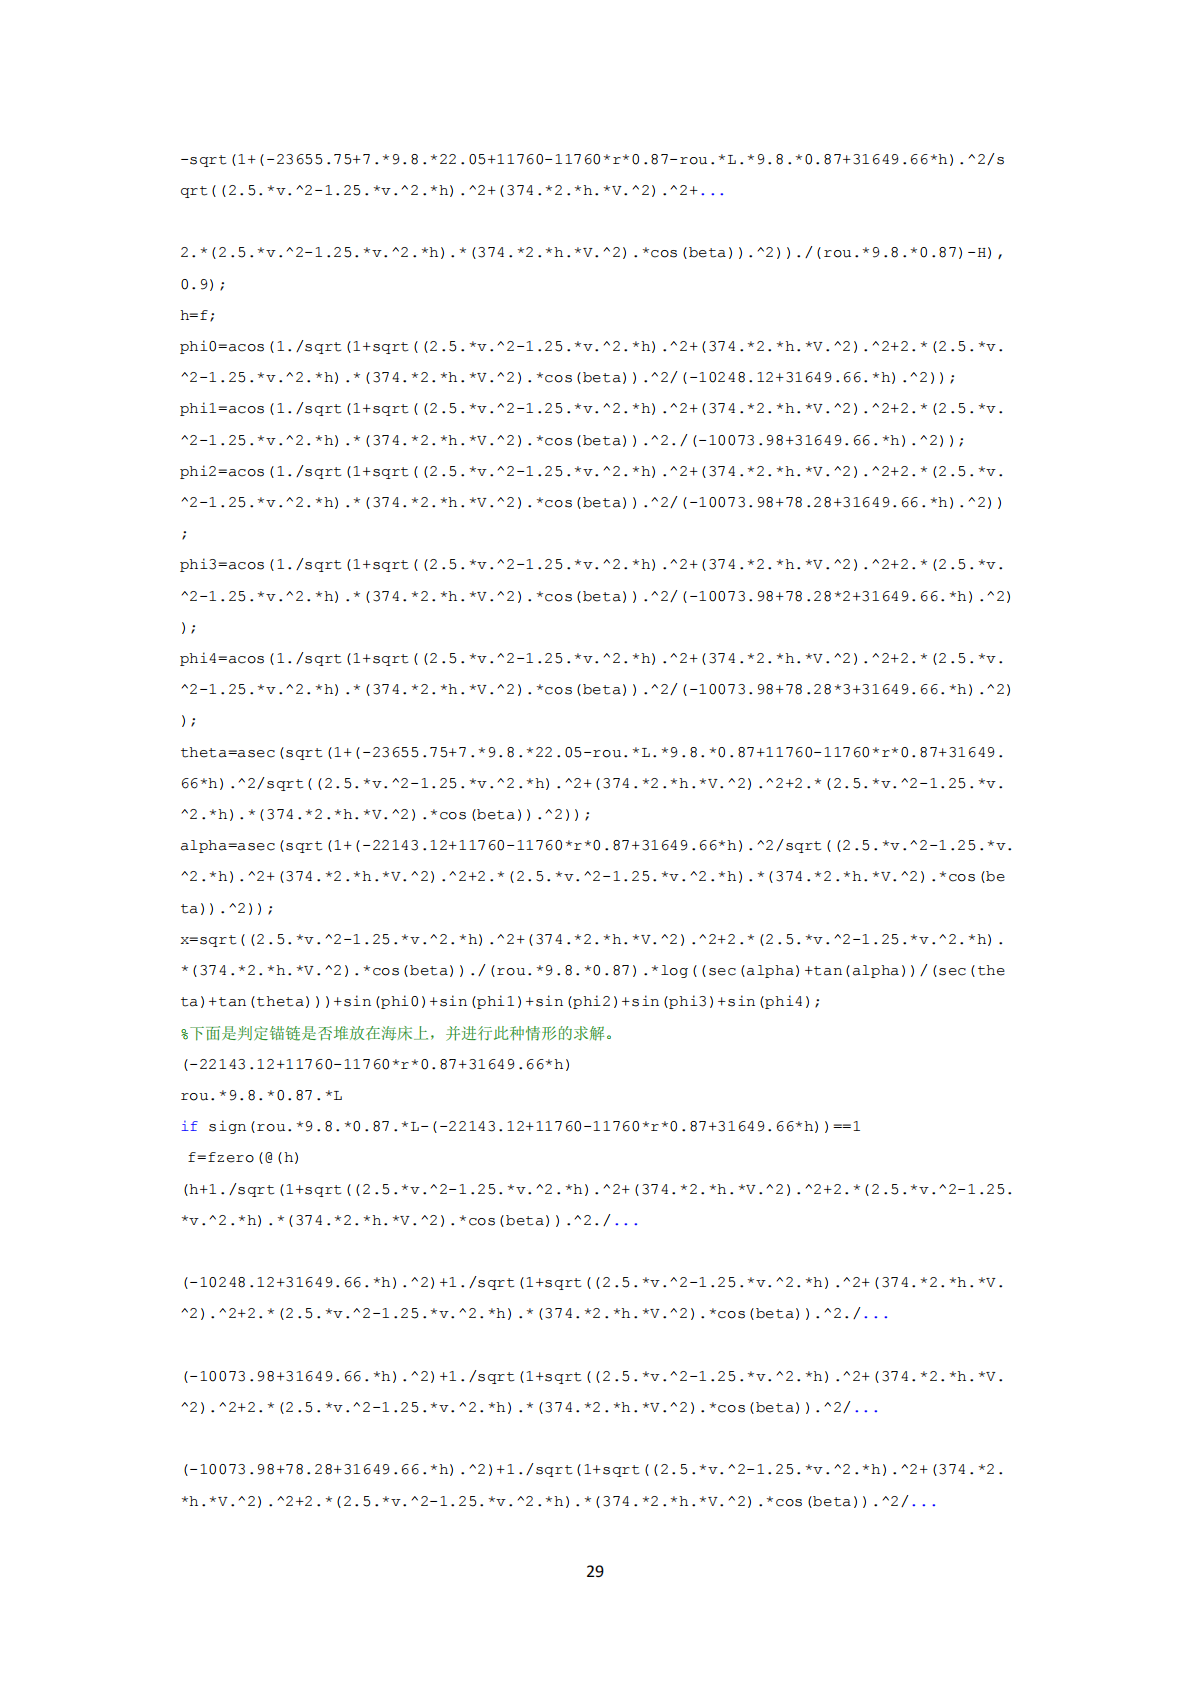 -sqrt(1+(-23655.75+7.*9.8.*22.05+11760-11760*r*0.87-rou.*L.*9.8.*0.87+31649.66*h).^2/s
qrt((2.5.*v.^2-1.25.*v.^2.*h).^2+(374.*2.*h.*V.^2).^2+...
2.*(2.5.*v.^2-1.25.*v.^2.*h).*(374.*2.*h.*V.^2).*cos(beta)).^2))./(rou.*9.8.*0.87)-H),
0.9);
h=f;
phi0=acos(1./sqrt(1+sqrt((2.5.*v.^2-1.25.*v.^2.*h).^2+(374.*2.*h.*V.^2).^2+2.*(2.5.*v.
^2-1.25.*v.^2.*h).*(374.*2.*h.*V.^2).*cos(beta)).^2/(-10248.12+31649.66.*h).^2));
phi1=acos(1./sqrt(1+sqrt((2.5.*v.^2-1.25.*v.^2.*h).^2+(374.*2.*h.*V.^2).^2+2.*(2.5.*v.
^2-1.25.*v.^2.*h).*(374.*2.*h.*V.^2).*cos(beta)).^2./(-10073.98+31649.66.*h).^2));
phi2=acos(1./sqrt(1+sqrt((2.5.*v.^2-1.25.*v.^2.*h).^2+(374.*2.*h.*V.^2).^2+2.*(2.5.*v.
^2-1.25.*v.^2.*h).*(374.*2.*h.*V.^2).*cos(beta)).^2/(-10073.98+78.28+31649.66.*h).^2))
;
phi3=acos(1./sqrt(1+sqrt((2.5.*v.^2-1.25.*v.^2.*h).^2+(374.*2.*h.*V.^2).^2+2.*(2.5.*v.
^2-1.25.*v.^2.*h).*(374.*2.*h.*V.^2).*cos(beta)).^2/(-10073.98+78.28*2+31649.66.*h).^2)
);
phi4=acos(1./sqrt(1+sqrt((2.5.*v.^2-1.25.*v.^2.*h).^2+(374.*2.*h.*V.^2).^2+2.*(2.5.*v.
^2-1.25.*v.^2.*h).*(374.*2.*h.*V.^2).*cos(beta)).^2/(-10073.98+78.28*3+31649.66.*h).^2)
);
theta=asec(sqrt(1+(-23655.75+7.*9.8.*22.05-rou.*L.*9.8.*0.87+11760-11760*r*0.87+31649.
66*h).^2/sqrt((2.5.*v.^2-1.25.*v.^2.*h).^2+(374.*2.*h.*V.^2).^2+2.*(2.5.*v.^2-1.25.*v.
^2.*h).*(374.*2.*h.*V.^2).*cos(beta)).^2));
alpha=asec(sqrt(1+(-22143.12+11760-11760*r*0.87+31649.66*h).^2/sqrt((2.5.*v.^2-1.25.*v.
^2.*h).^2+(374.*2.*h.*V.^2).^2+2.*(2.5.*v.^2-1.25.*v.^2.*h).*(374.*2.*h.*V.^2).*cos(be
ta)).^2));
x=sqrt((2.5.*v.^2-1.25.*v.^2.*h).^2+(374.*2.*h.*V.^2).^2+2.*(2.5.*v.^2-1.25.*v.^2.*h).
*(374.*2.*h.*V.^2).*cos(beta))./(rou.*9.8.*0.87).*log((sec(alpha)+tan(alpha))/(sec(the
ta)+tan(theta)))+sin(phi0)+sin(phi1)+sin(phi2)+sin(phi3)+sin(phi4);
%下面是判定锚链是否堆放在海床上，并进行此种情形的求解。
(-22143.12+11760-11760*r*0.87+31649.66*h)
rou.*9.8.*0.87.*L
if sign(rou.*9.8.*0.87.*L-(-22143.12+11760-11760*r*0.87+31649.66*h))==1
f=fzero(@(h)
(h+1./sqrt(1+sqrt((2.5.*v.^2-1.25.*v.^2.*h).^2+(374.*2.*h.*V.^2).^2+2.*(2.5.*v.^2-1.25.
*v.^2.*h).*(374.*2.*h.*V.^2).*cos(beta)).^2./...
(-10248.12+31649.66.*h).^2)+1./sqrt(1+sqrt((2.5.*v.^2-1.25.*v.^2.*h).^2+(374.*2.*h.*V.
^2).^2+2.*(2.5.*v.^2-1.25.*v.^2.*h).*(374.*2.*h.*V.^2).*cos(beta)).^2./...
(-10073.98+31649.66.*h).^2)+1./sqrt(1+sqrt((2.5.*v.^2-1.25.*v.^2.*h).^2+(374.*2.*h.*V.
^2).^2+2.*(2.5.*v.^2-1.25.*v.^2.*h).*(374.*2.*h.*V.^2).*cos(beta)).^2/...
(-10073.98+78.28+31649.66.*h).^2)+1./sqrt(1+sqrt((2.5.*v.^2-1.25.*v.^2.*h).^2+(374.*2.
*h.*V.^2).^2+2.*(2.5.*v.^2-1.25.*v.^2.*h).*(374.*2.*h.*V.^2).*cos(beta)).^2/...
29